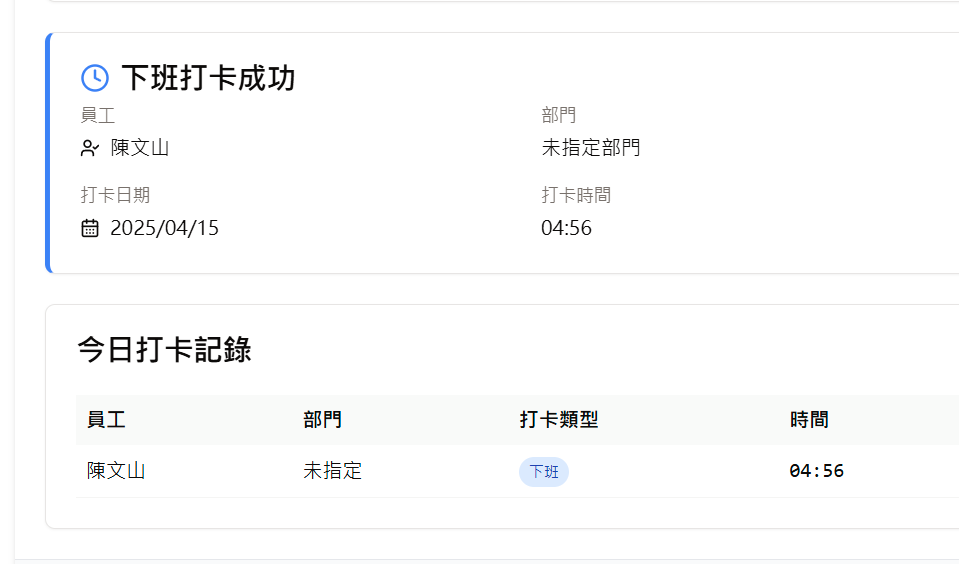 下班打卡成功
員工 部門
陳文山 未指定部門
打卡日期 打卡時間
2025/04/15 04:56
今日打卡記錄
員工 部門 打卡類型 時間
陳文山 未指定 下班 04:56